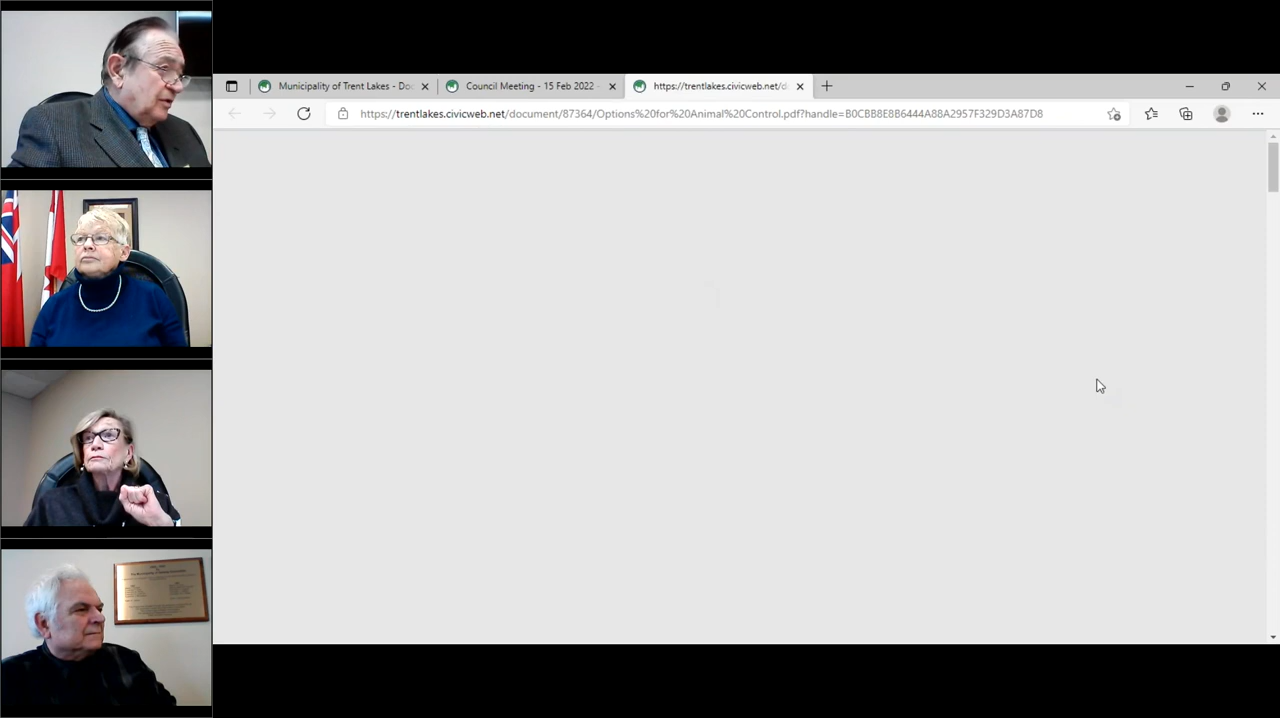 Municipality of Trent Lakes - Doc
Council Meeting - 15 Feb 2022 -
https://trentlakes.civicweb.net/d
https://trentlakes.civicweb.net/document/87364/Options%20for%20Animal%20Control.pdf?handle=B0CBB8E8B6444A88A2957F329D3A87D8